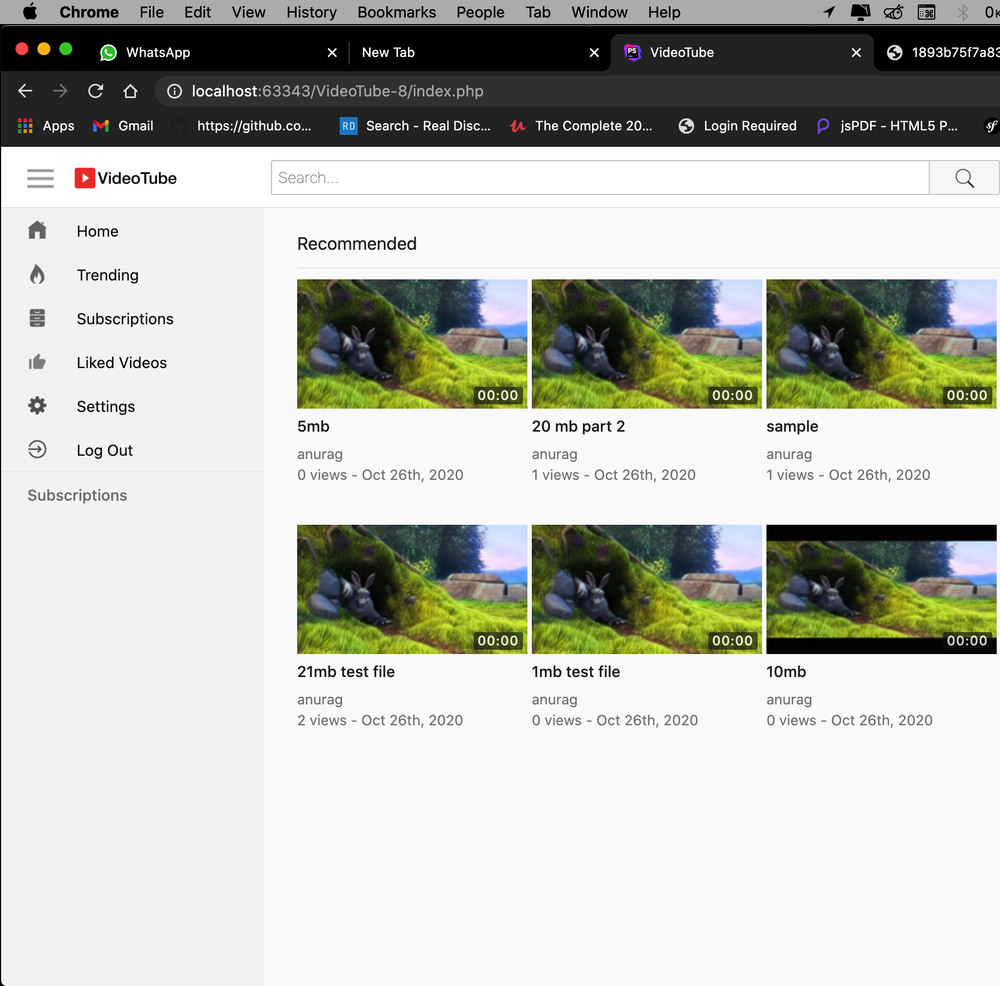 Chrome File Edit View History Bookmarks People Tab Window Help
WhatsApp
New Tab
PS VideoTube
1893b75f7a83
localhost:63343/VideoTube-8/index.php
Apps
Gmail
https://github.co...
RD Search - Real Disc...
The Complete 20...
Login Required
jsPDF - HTML5 P...
sf
VideoTube
Search...
Home
Trending
Subscriptions
Liked Videos
Settings
Log Out
Subscriptions
Recommended
00:00
00:00
00:00
5mb
anurag
0 views - Oct 26th, 2020
20 mb part 2
anurag
1 views - Oct 26th, 2020
sample
anurag
1 views - Oct 26th, 2020
00:00
00:00
00:00
21mb test file
anurag
2 views - Oct 26th, 2020
1mb test file
anurag
0 views - Oct 26th, 2020
10mb
anurag
0 views - Oct 26th, 2020